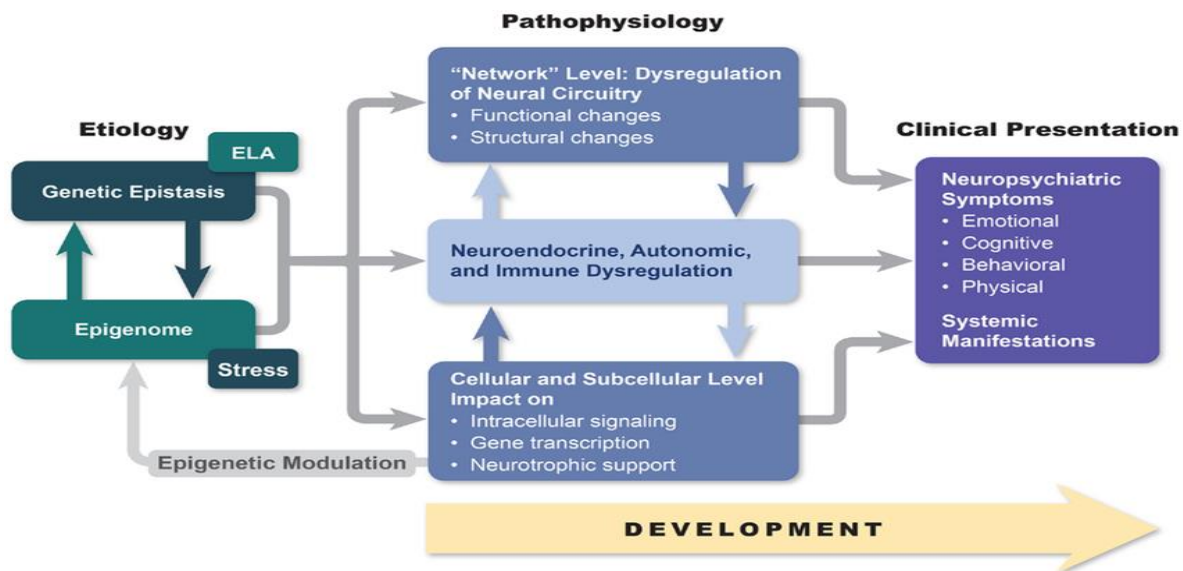 Pathophysiology
Etiology
Clinical Presentation
ELA
Genetic Epistasis
Epigenome
Stress
Epigenetic Modulation
“Network” Level: Dysregulation
of Neural Circuitry
• Functional changes
• Structural changes
Neuroendocrine, Autonomic,
and Immune Dysregulation
Cellular and Subcellular Level
Impact on
• Intracellular signaling
• Gene transcription
• Neurotrophic support
Neuropsychiatric
Symptoms
• Emotional
• Cognitive
• Behavioral
• Physical
Systemic
Manifestations
DEVELOPMENT